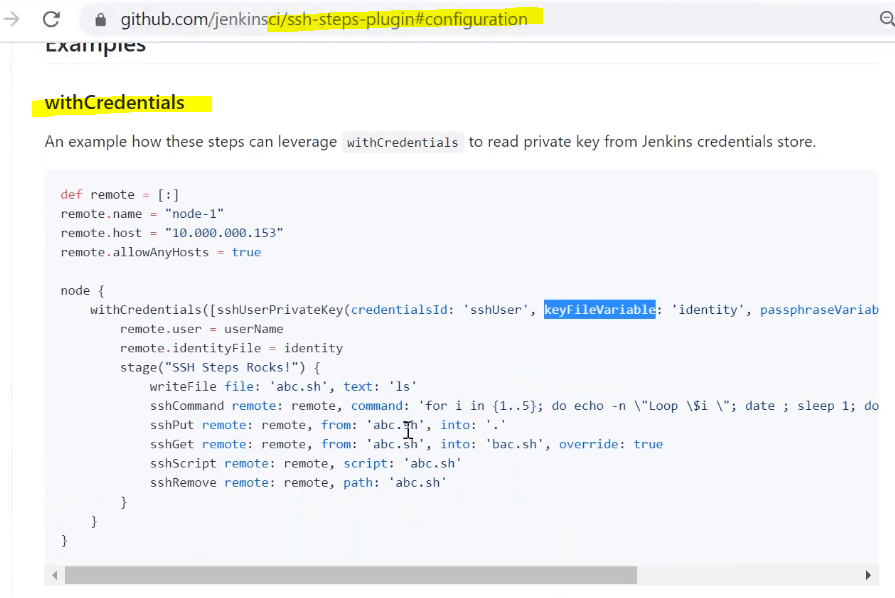 github.com/jenkinsci/ssh-steps-plugin#configuration
Examples
withCredentials
An example how these steps can leverage withCredentials to read private key from Jenkins credentials store.
def remote = [:]
remote.name = "node-1"
remote.host = "10.000.000.153"
remote.allowAnyHosts = true
node {
withCredentials([sshUserPrivateKey(credentialsId: 'sshUser', keyFileVariable: 'identity', passphraseVariab
remote.user = userName
remote.identityFile = identity
stage("SSH Steps Rocks!") {
writeFile file: 'abc.sh', text: 'ls'
sshCommand remote: remote, command: 'for i in {1..5}; do echo -n \"Loop \$i \"; date ; sleep 1; do
sshPut remote: remote, from: 'abc.sh', into: '.'
sshGet remote: remote, from: 'abc.sh', into: 'bac.sh', override: true
sshScript remote: remote, script: 'abc.sh'
sshRemove remote: remote, path: 'abc.sh'
}
}
}